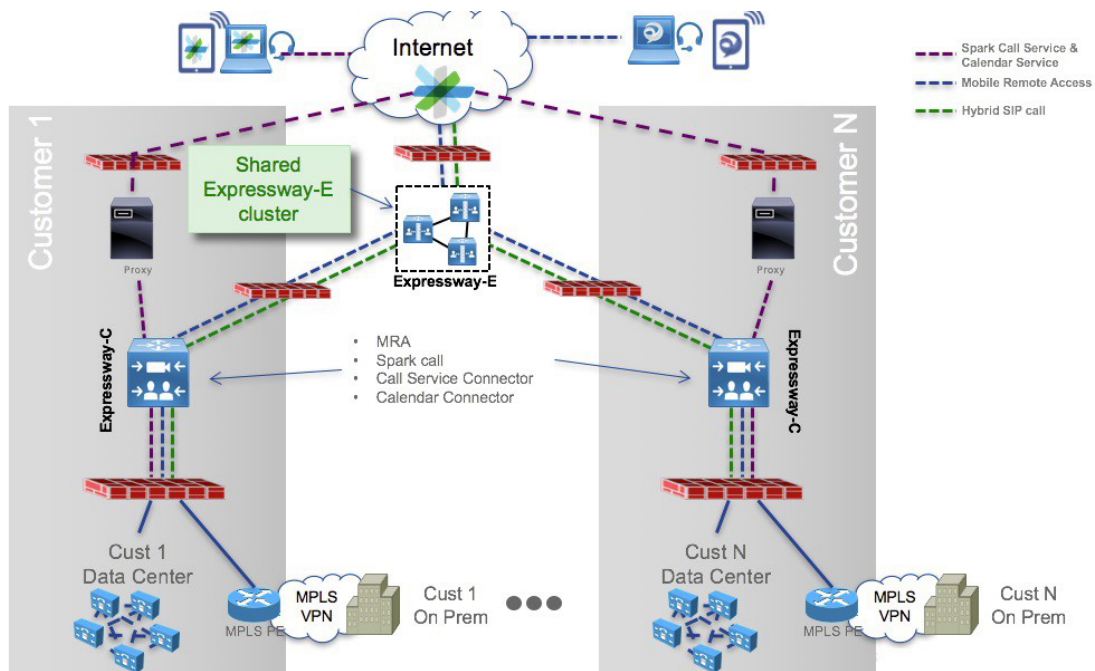 Internet
Spark Call Service &
Calendar Service
Mobile Remote Access
Hybrid SIP call
Customer 1
Shared
Expressway-E
cluster
Customer N
Proxy
Expressway-E
Proxy
Expressway-C
• MRA
• Spark call
• Call Service Connector
• Calendar Connector
Expressway-C
Cust 1
Data Center
Cust N
Data Center
MPLS
VPN
MPLS PE
Cust 1
On Prem
MPLS
VPN
MPLS PE
Cust N
On Prem